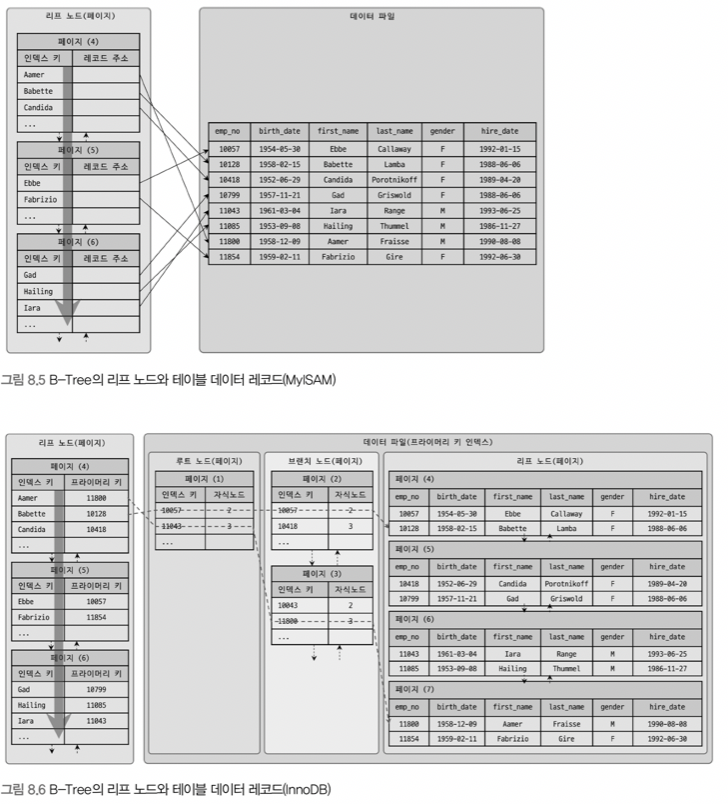 리프 노드(페이지)
페이지 (4)
인덱스 키 레코드 주소
Aamer
Babette
Candida
...
페이지 (5)
인덱스 키 레코드 주소
Ebbe
Fabrizio
...
페이지 (6)
인덱스 키 레코드 주소
Gad
Hailing
Iara
...
데이터 파일
emp_no birth_date first_name last_name gender hire_date
10057 1954-05-30 Ebbe Callaway F 1992-01-15
10128 1958-02-15 Babette Lamba F 1988-06-06
10418 1952-06-29 Candida Porotnikoff F 1989-04-20
10799 1957-11-21 Gad Griswold F 1988-06-06
11043 1961-03-04 Iara Range M 1993-06-25
11085 1953-09-08 Hailing Thummel M 1986-11-27
11800 1958-12-09 Aamer Fraisse M 1990-08-08
11854 1959-02-11 Fabrizio Gire F 1992-06-30
그림 8.5 B-Tree의 리프 노드와 테이블 데이터 레코드(MyISAM)
리프 노드(페이지)
페이지 (4)
인덱스 키 프라이머리 키
Aamer 11800
Babette 10128
Candida 10418
...
페이지 (5)
인덱스 키 프라이머리 키
Ebbe 10057
Fabrizio 11854
...
페이지 (6)
인덱스 키 프라이머리 키
Gad 10799
Hailing 11085
Iara 11043
...
데이터 파일(프라이머리 키 인덱스)
루트 노드(페이지)
페이지 (1)
인덱스 키 자식노드
10057 2
11043 3
...
브랜치 노드(페이지)
페이지 (2)
인덱스 키 자식노드
10057 2
10418 3
...
페이지 (3)
인덱스 키 자식노드
10043 2
11800 3
...
리프 노드(페이지)
페이지 (4)
emp_no birth_date first_name last_name gender hire_date
10057 1954-05-30 Ebbe Callaway F 1992-01-15
10128 1958-02-15 Babette Lamba F 1988-06-06
페이지 (5)
emp_no birth_date first_name last_name gender hire_date
10418 1952-06-29 Candida Porotnikoff F 1989-04-20
10799 1957-11-21 Gad Griswold F 1988-06-06
페이지 (6)
emp_no birth_date first_name last_name gender hire_date
11043 1961-03-04 Iara Range M 1993-06-25
11085 1953-09-08 Hailing Thummel M 1986-11-27
페이지 (7)
emp_no birth_date first_name last_name gender hire_date
11800 1958-12-09 Aamer Fraisse M 1990-08-08
11854 1959-02-11 Fabrizio Gire F 1992-06-30
그림 8.6 B-Tree의 리프 노드와 테이블 데이터 레코드(InnoDB)